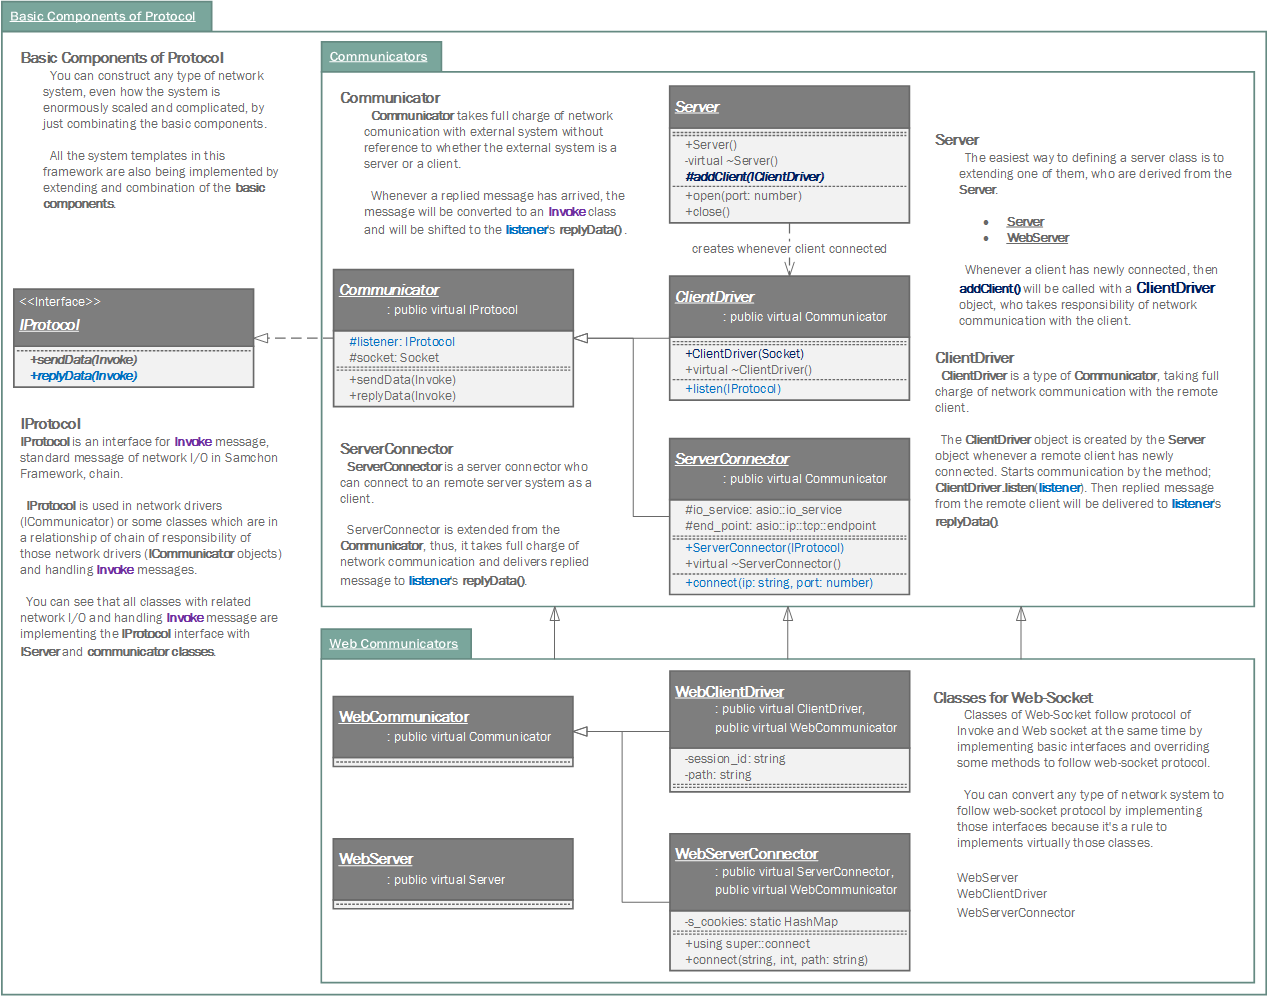 Basic Components of Protocol
Basic Components of Protocol
You can construct any type of network
system, even how the system is
enormously scaled and complicated, by
just combinating the basic components.
All the system templates in this
framework are also being implemented by
extending and combination of the basic
components.
<<Interface>>
IProtocol
+sendData(Invoke)
+replyData(Invoke)
IProtocol
IProtocol is an interface for Invoke message,
standard message of network I/O in Samchon
Framework, chain.
IProtocol is used in network drivers
(ICommunicator) or some classes which are in
a relationship of chain of responsibility of
those network drivers (ICommunicator objects)
and handling Invoke messages.
You can see that all classes with related
network I/O and handling Invoke message are
implementing the IProtocol interface with
IServer and communicator classes.
Communicators
Communicator
Communicator takes full charge of network
comunication with external system without
reference to whether the external system is a
server or a client.
Whenever a replied message has arrived, the
message will be converted to an Invoke class
and will be shifted to the listener's replyData() .
Communicator
: public virtual IProtocol
#listener: IProtocol
#socket: Socket
+sendData(Invoke)
+replyData(Invoke)
ServerConnector
ServerConnector is a server connector who
can connect to an remote server system as a
client.
ServerConnector is extended from the
Communicator, thus, it takes full charge of
network communication and delivers replied
message to listener's replyData().
Server
+Server()
-virtual ~Server()
#addClient(IClientDriver)
+open(port: number)
+close()
creates whenever client connected
ClientDriver
: public virtual Communicator
+ClientDriver(Socket)
+virtual ~ClientDriver()
+listen(IProtocol)
ServerConnector
: public virtual Communicator
#io_service: asio::io_service
#end_point: asio::ip::tcp::endpoint
+ServerConnector(IProtocol)
+virtual ~ServerConnector()
+connect(ip: string, port: number)
Server
The easiest way to defining a server class is to
extending one of them, who are derived from the
Server.
• Server
• WebServer
Whenever a client has newly connected, then
addClient() will be called with a ClientDriver
object, who takes responsibility of network
communication with the client.
ClientDriver
ClientDriver is a type of Communicator, taking full
charge of network communication with the remote
client.
The ClientDriver object is created by the Server
object whenever a remote client has newly
connected. Starts communication by the method;
ClientDriver.listen(listener). Then replied message
from the remote client will be delivered to listener's
replyData().
Web Communicators
WebCommunicator
: public virtual Communicator
WebServer
: public virtual Server
WebClientDriver
: public virtual ClientDriver,
public virtual WebCommunicator
-session_id: string
-path: string
WebServerConnector
: public virtual ServerConnector,
public virtual WebCommunicator
-s_cookies: static HashMap
+using super::connect
+connect(string, int, path: string)
Classes for Web-Socket
Classes of Web-Socket follow protocol of
Invoke and Web socket at the same time by
implementing basic interfaces and overriding
some methods to follow web-socket protocol.
You can convert any type of network system to
follow web-socket protocol by implementing
those interfaces because it's a rule to
implements virtually those classes.
WebServer
WebClientDriver
WebServerConnector